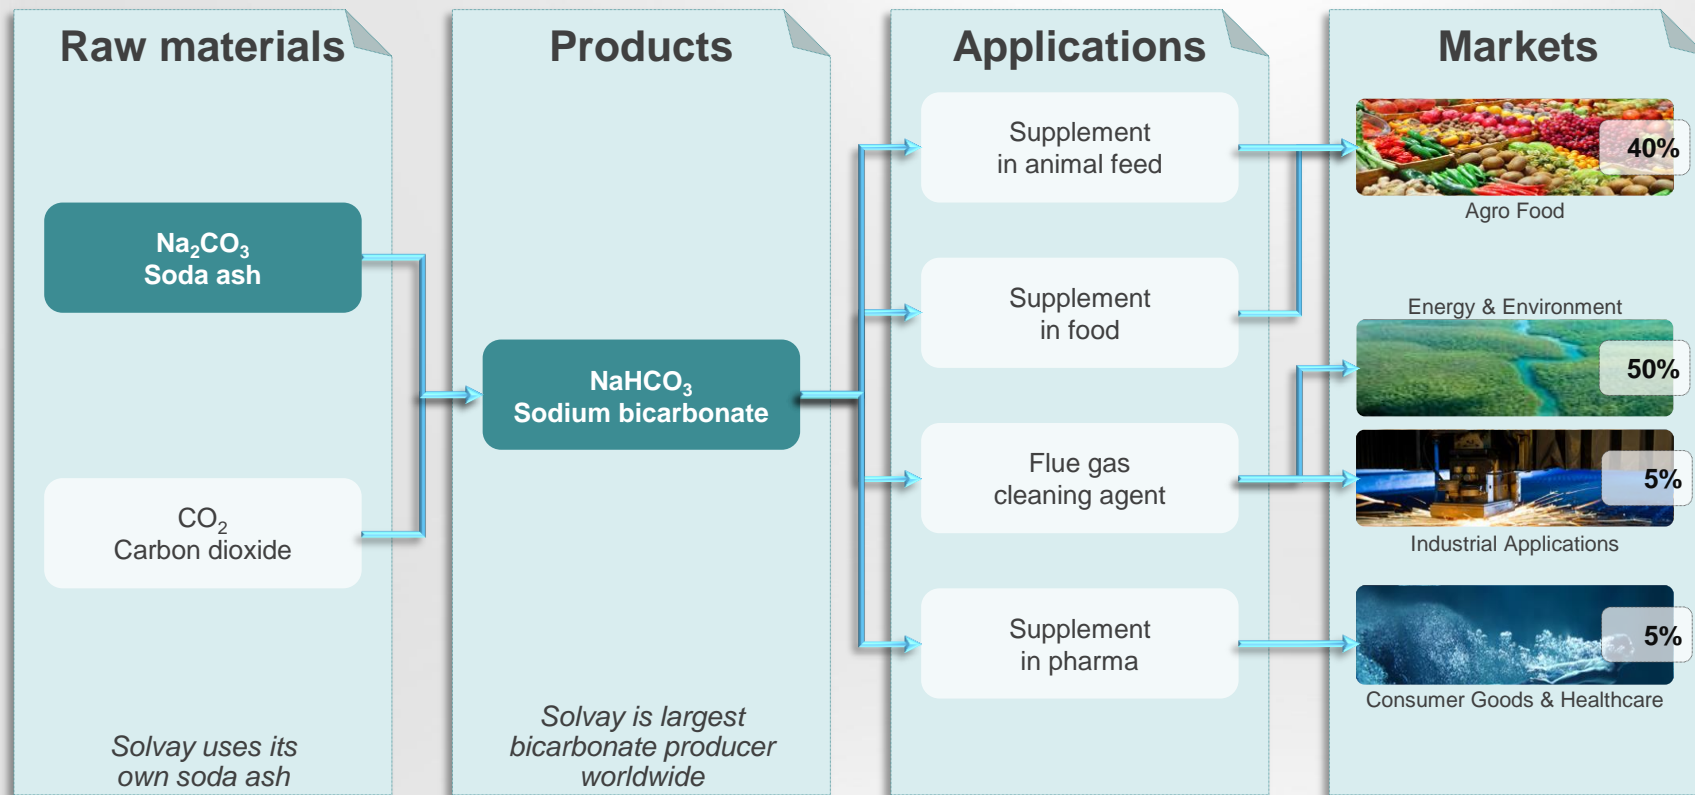 Raw materials
Na₂CO₃
Soda ash
CO₂
Carbon dioxide
Solvay uses its
own soda ash
Products
NaHCO₃
Sodium bicarbonate
Solvay is largest
bicarbonate producer
worldwide
Applications
Supplement
in animal feed
Supplement
in food
Flue gas
cleaning agent
Supplement
in pharma
Markets
40%
Agro Food
Energy & Environment
50%
5%
Industrial Applications
5%
Consumer Goods & Healthcare